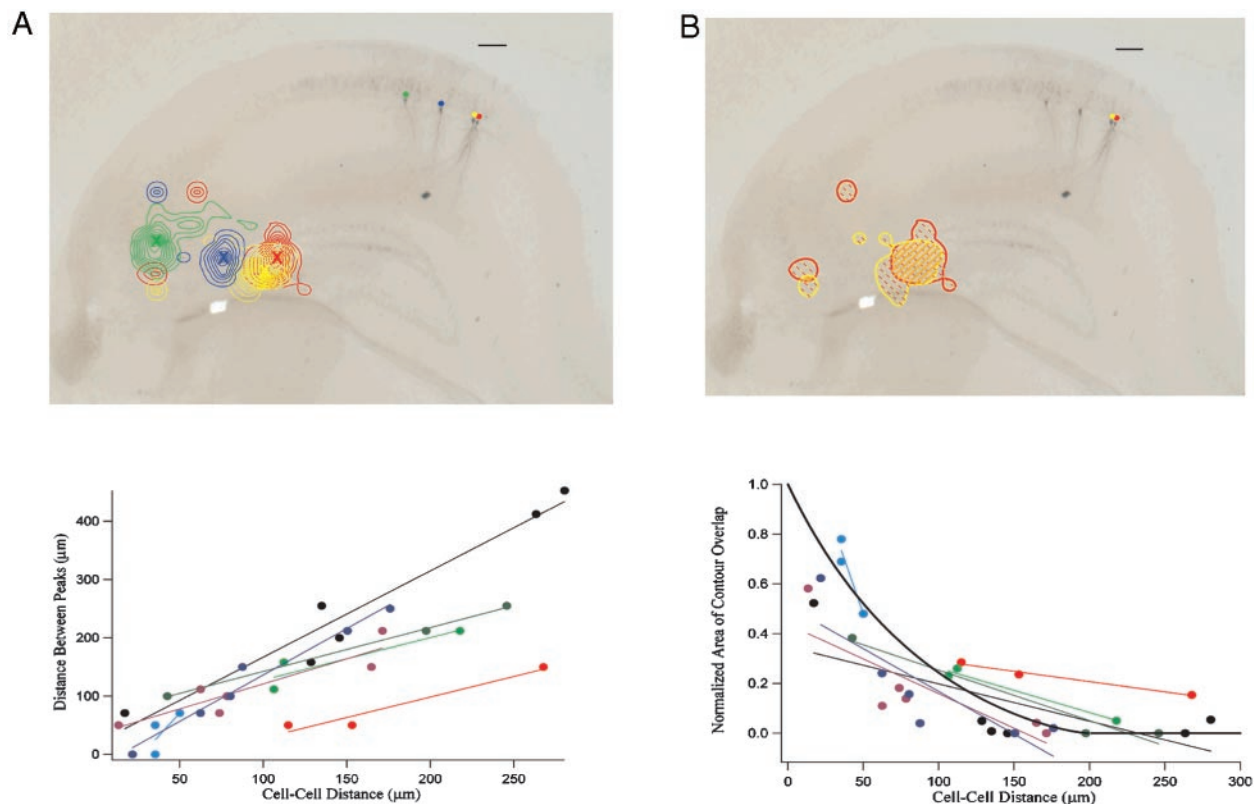 A
B
X
X
X
Distance Between Peaks (µm)
400
300
200
100
0
50
100
150
200
250
Cell-Cell Distance (µm)
Normalized Area of Contour Overlap
1.0
0.8
0.6
0.4
0.2
0.0
0
50
100
150
200
250
300
Cell-Cell Distance (µm)